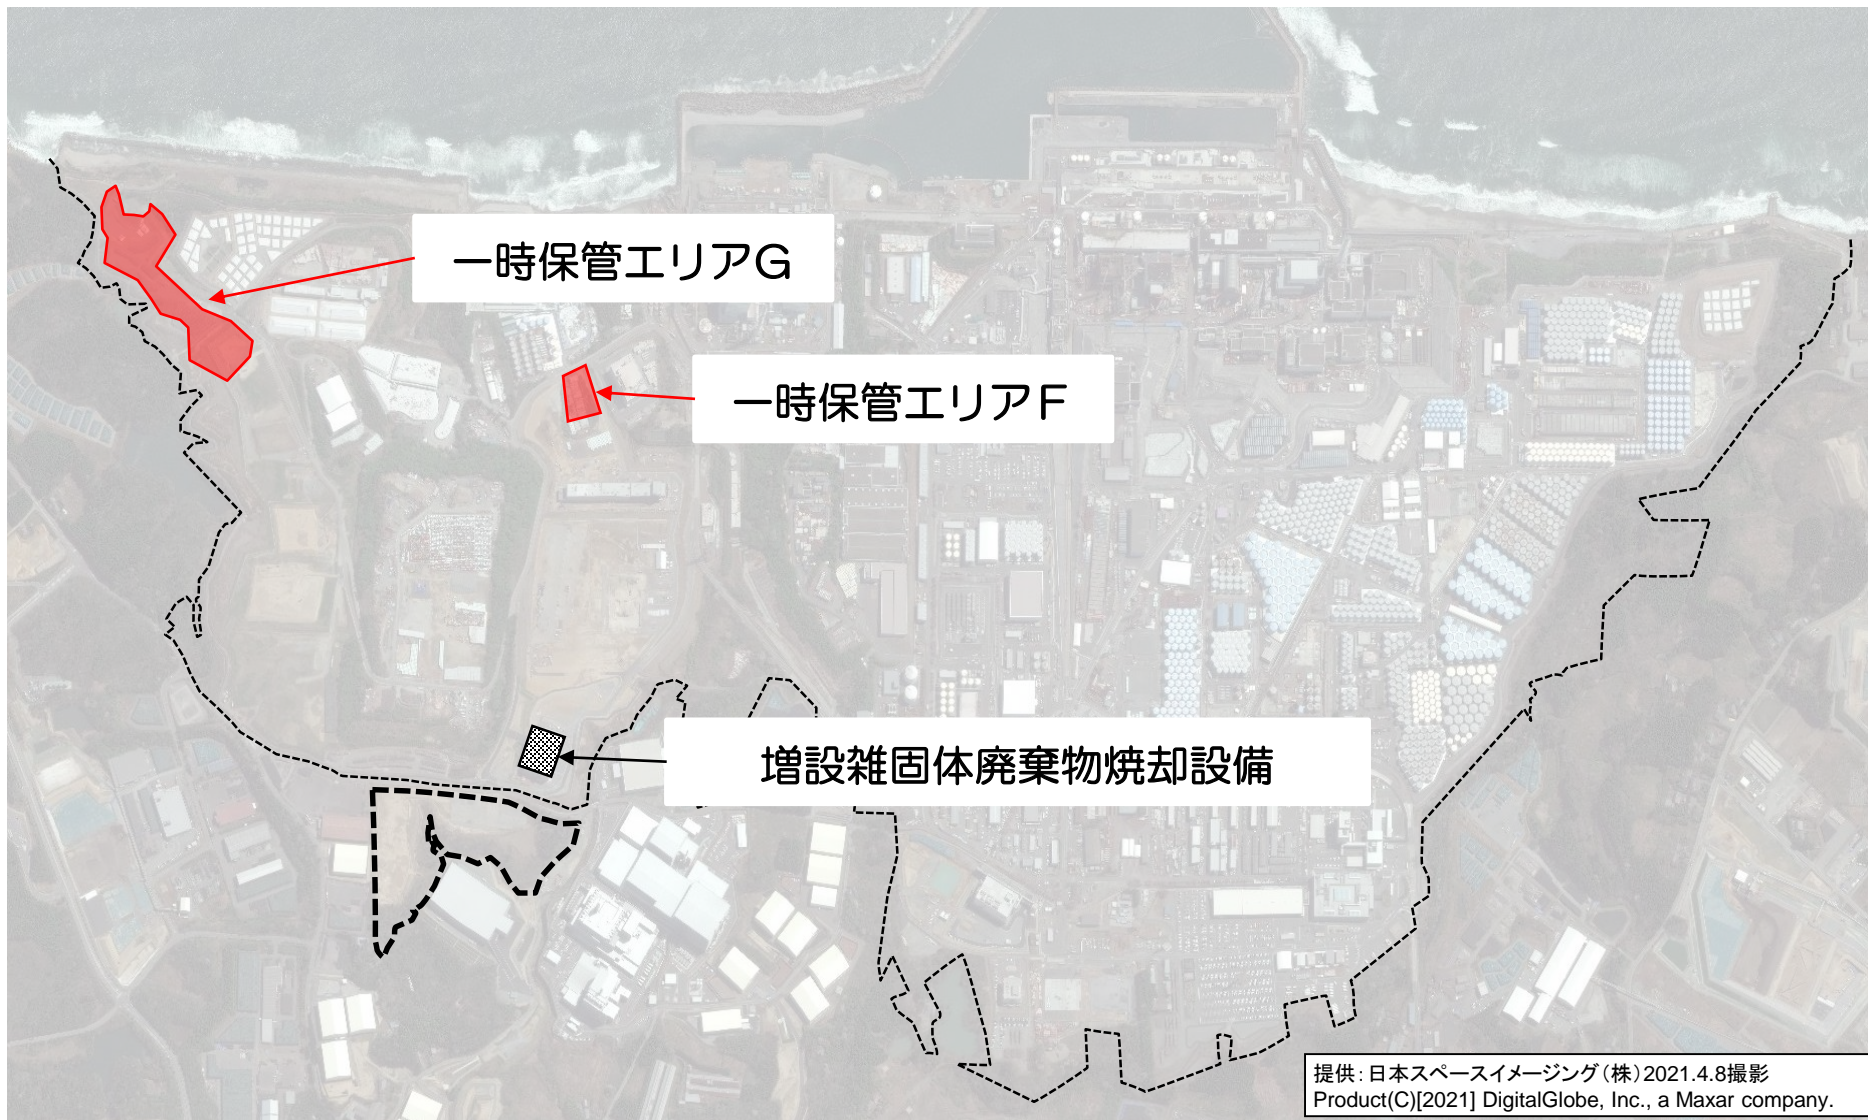 一時保管エリアG
一時保管エリアF
増設雑固体廃棄物焼却設備
提供：日本スペースイメージング（株）2021.4.8撮影
Product(C)[2021] DigitalGlobe, Inc., a Maxar company.